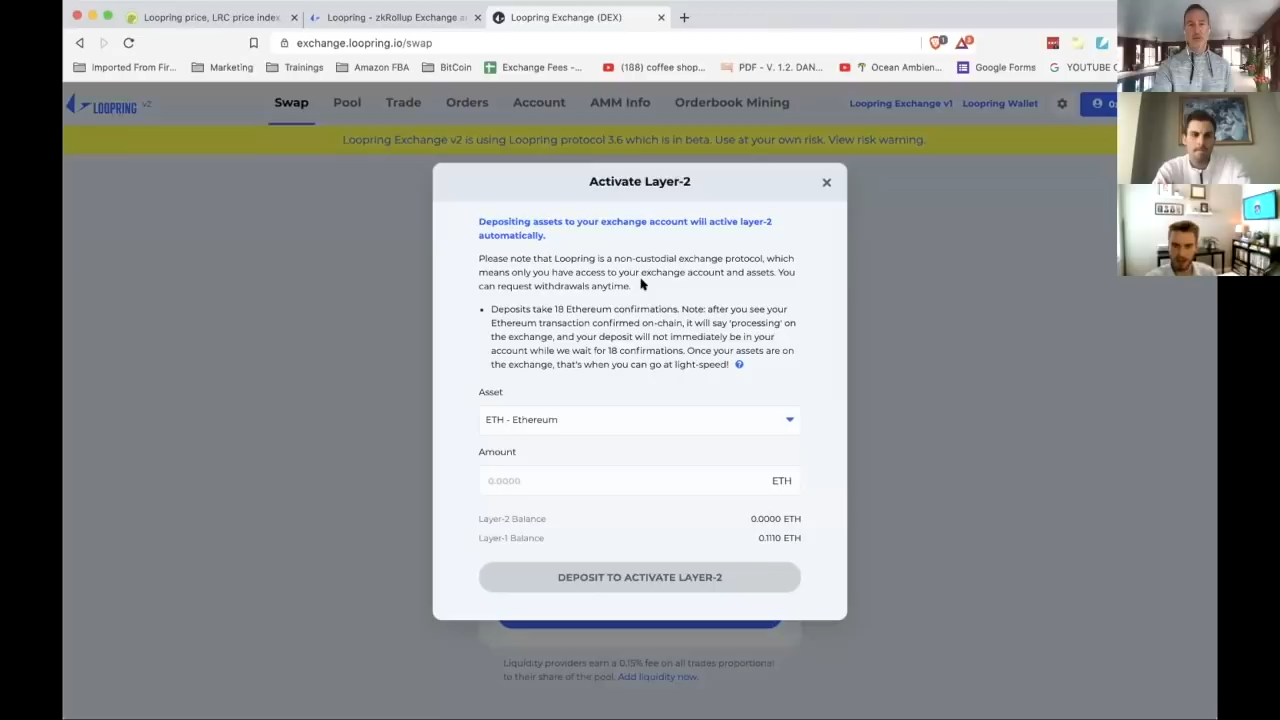 Loopring price, LRC price index,
Loopring - zkRollup Exchange
Loopring Exchange (DEX)
exchange.loopring.io/swap
Imported From Fir...
Marketing
Trainings
Amazon FBA
BitCoin
Exchange Fees -...
(188) coffee shop...
PDF - V. 1.2. DAN...
Ocean Ambien...
Google Forms
YOUTUBE
LOOPRING v2
Swap
Pool
Trade
Orders
Account
AMM Info
Orderbook Mining
Loopring Exchange v1
Loopring Wallet
Loopring Exchange v2 is using Loopring protocol 3.6 which is in beta. Use at your own risk. View risk warning.
Activate Layer-2
Depositing assets to your exchange account will active layer-2
automatically.
Please note that Loopring is a non-custodial exchange protocol, which
means only you have access to your exchange account and assets. You
can request withdrawals anytime.
• Deposits take 18 Ethereum confirmations. Note: after you see your
Ethereum transaction confirmed on-chain, it will say 'processing' on
the exchange, and your deposit will not immediately be in your
account while we wait for 18 confirmations. Once your assets are on
the exchange, that's when you can go at light-speed!
Asset
ETH - Ethereum
Amount
0.0000
ETH
Layer-2 Balance
0.0000 ETH
Layer-1 Balance
0.1110 ETH
DEPOSIT TO ACTIVATE LAYER-2
Liquidity providers earn a 0.15% fee on all trades proportional
to their share of the pool. Add liquidity now.